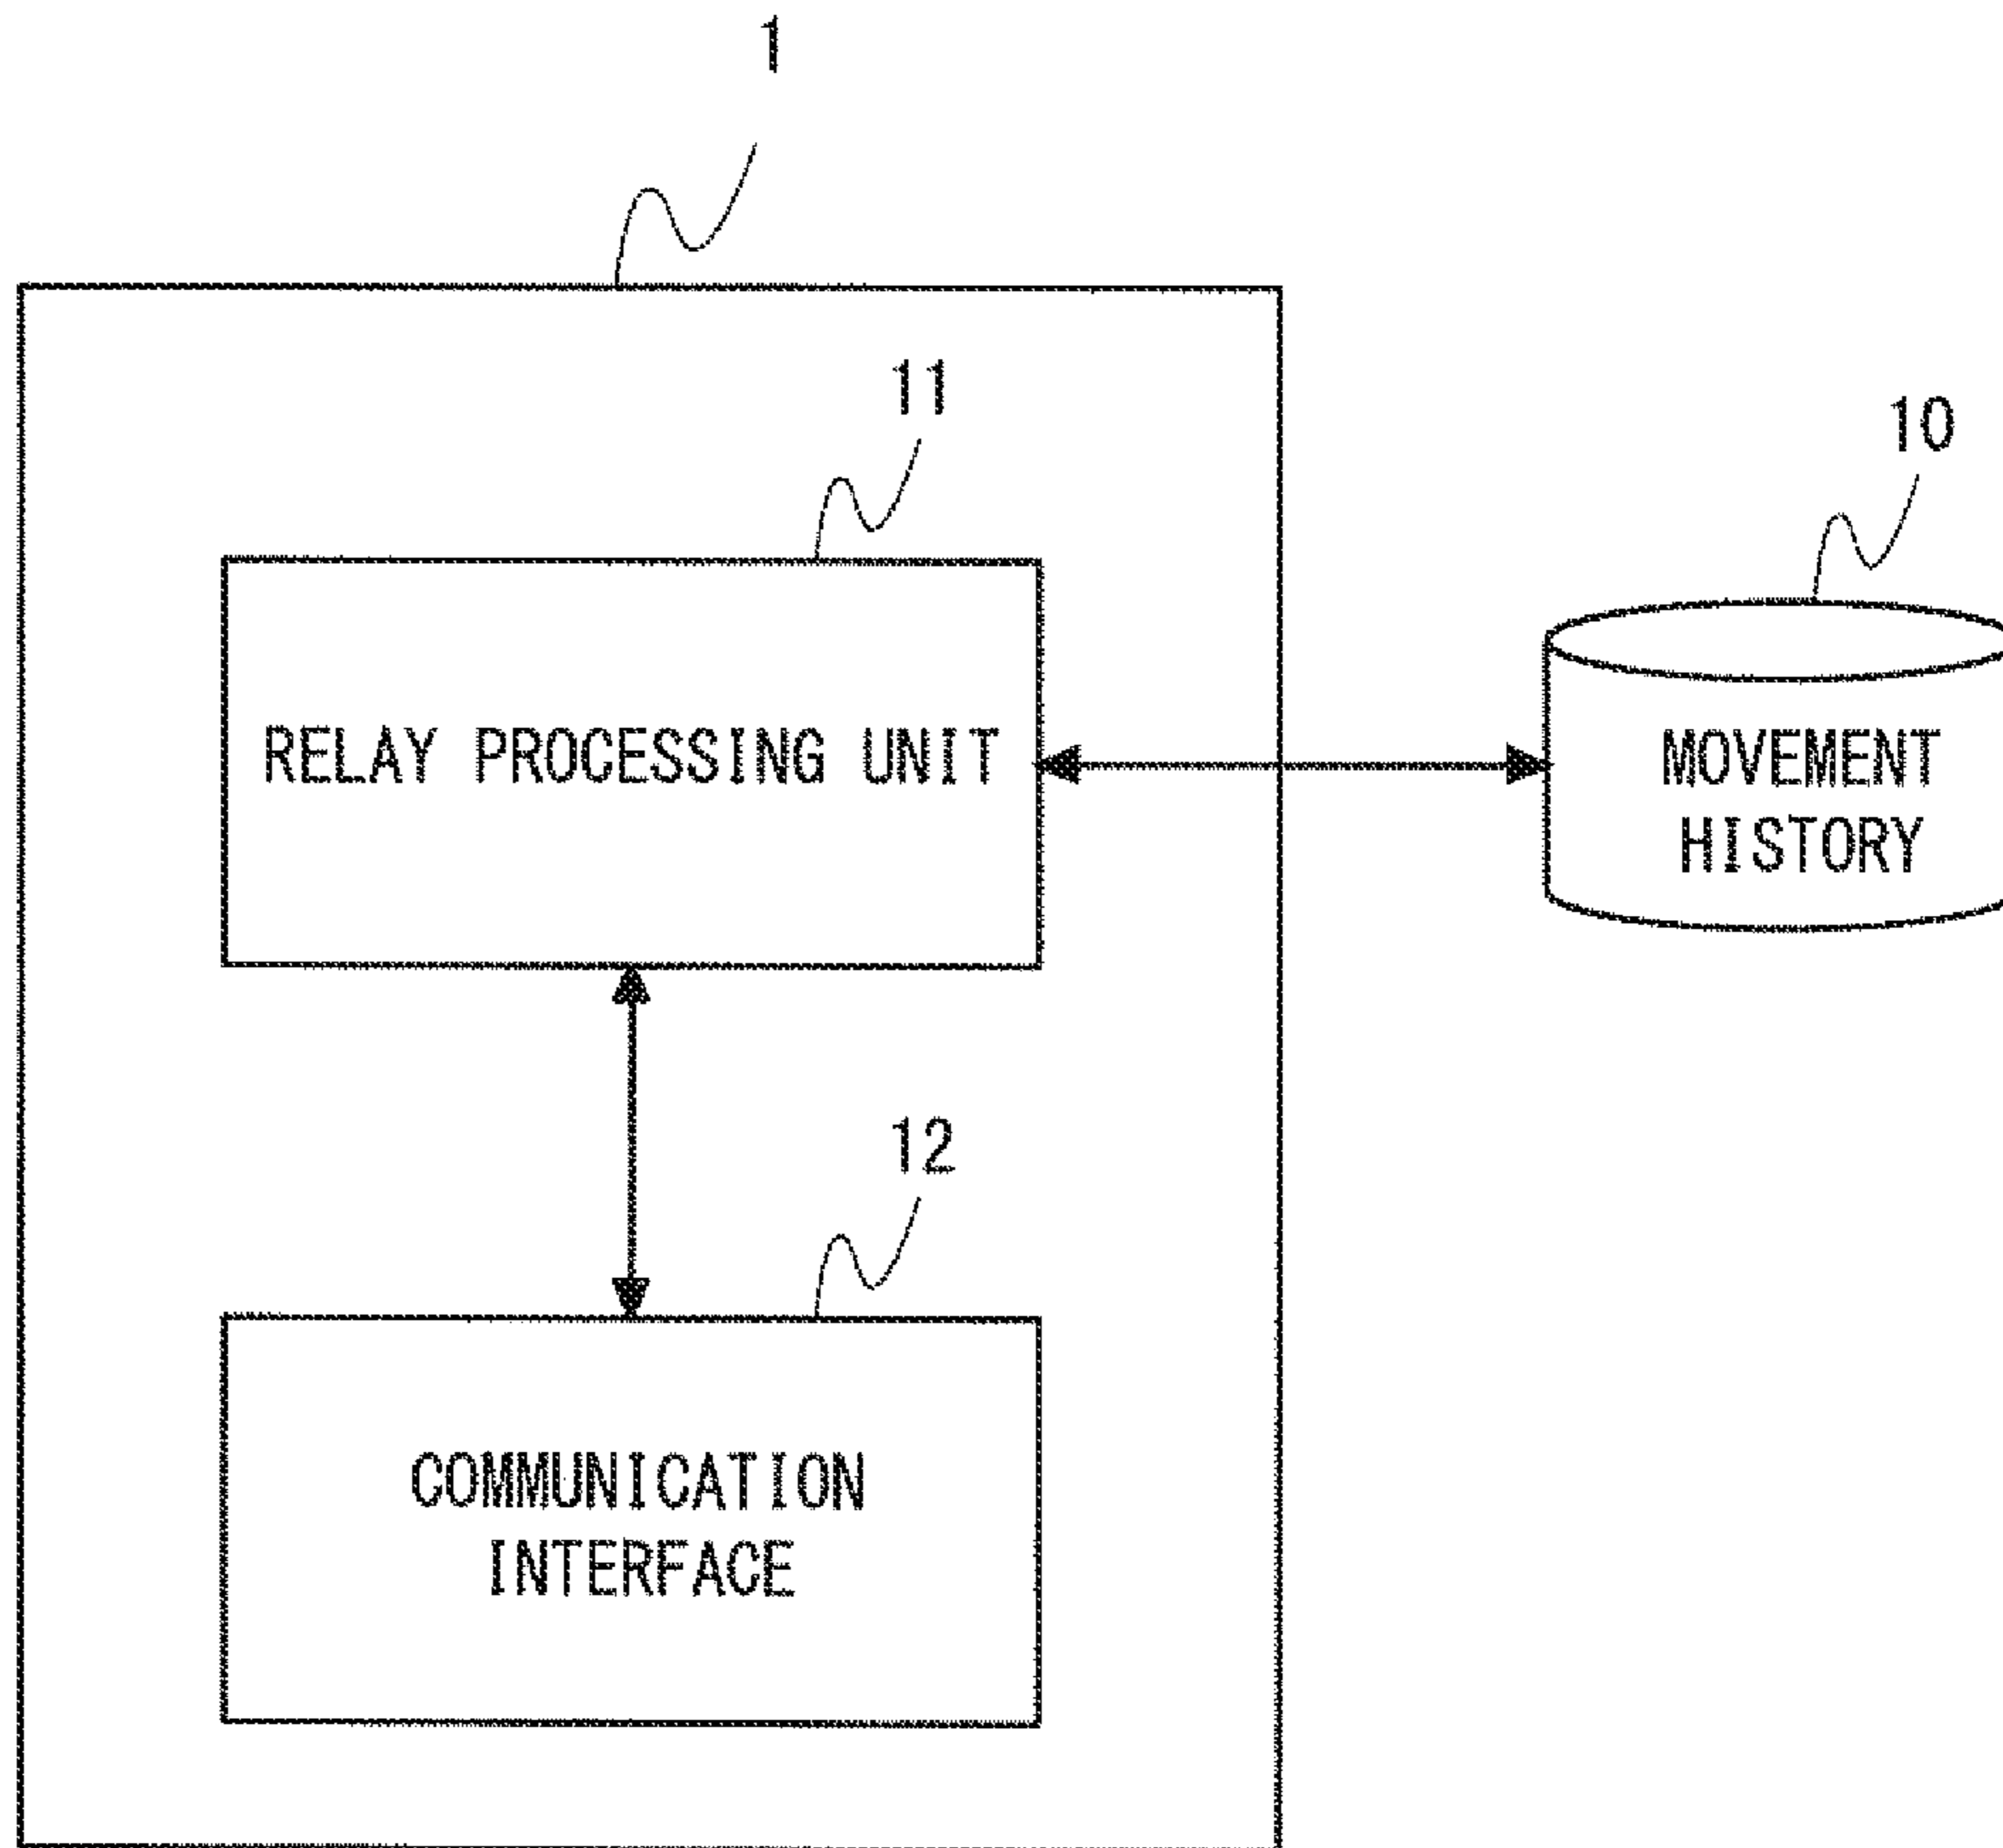 1
11
10
RELAY PROCESSING UNIT
MOVEMENT
HISTORY
12
COMMUNICATION
INTERFACE